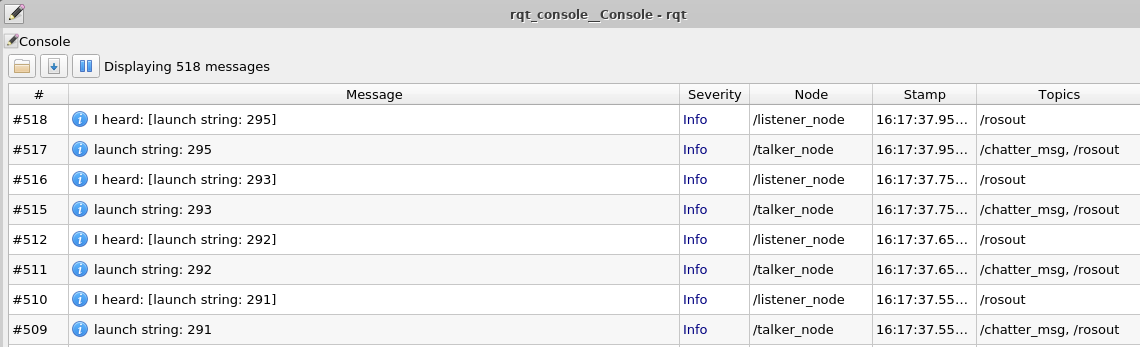 rqt_console__Console - rqt
Console
Displaying 518 messages
# Message Severity Node Stamp Topics
#518 I heard: [launch string: 295] Info /listener_node 16:17:37.95... /rosout
#517 launch string: 295 Info /talker_node 16:17:37.95... /chatter_msg, /rosout
#516 I heard: [launch string: 293] Info /listener_node 16:17:37.75... /rosout
#515 launch string: 293 Info /talker_node 16:17:37.75... /chatter_msg, /rosout
#512 I heard: [launch string: 292] Info /listener_node 16:17:37.65... /rosout
#511 launch string: 292 Info /talker_node 16:17:37.65... /chatter_msg, /rosout
#510 I heard: [launch string: 291] Info /listener_node 16:17:37.55... /rosout
#509 launch string: 291 Info /talker_node 16:17:37.55... /chatter_msg, /rosout